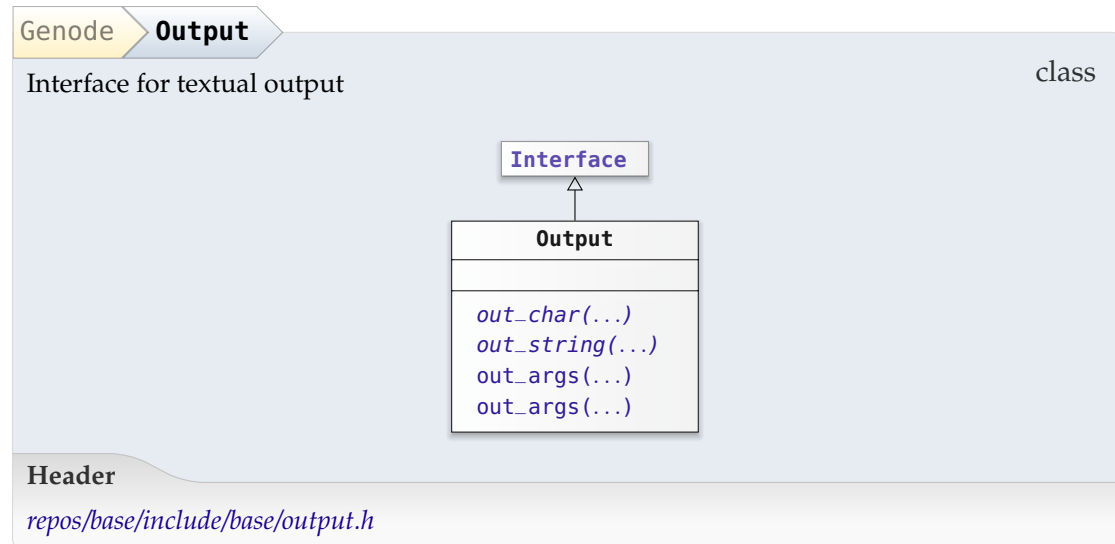 Genode Output
class
Interface for textual output
Interface
Output
out_char(...)
out_string(...)
out_args(...)
out_args(...)
Header
repos/base/include/base/output.h